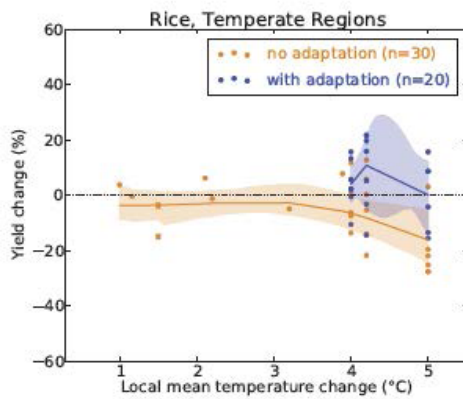 Rice, Temperate Regions
no adaptation (n=30)
with adaptation (n=20)
Yield change (%)
60
40
20
0
−20
−40
−60
1
2
3
4
5
Local mean temperature change (°C)